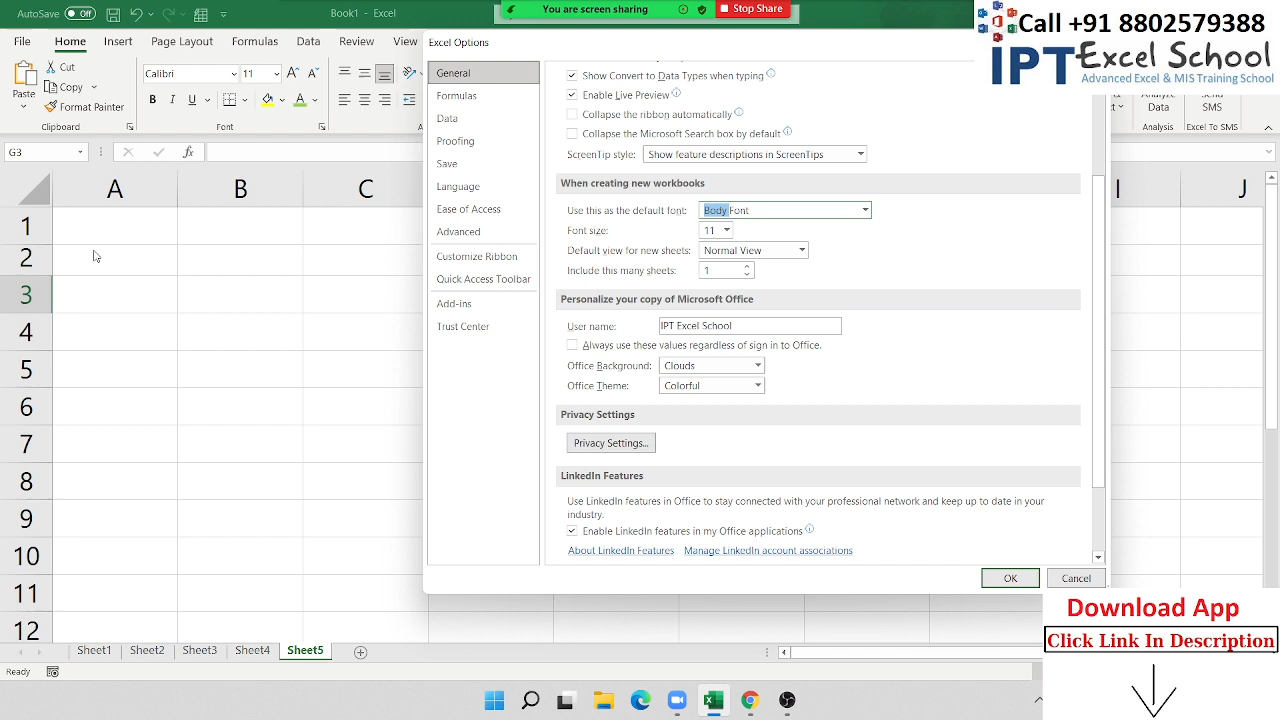 AutoSave Off Book1 - Excel You are screen sharing Stop Share
Call +91 8802579388
IPT Excel School
Advanced Excel & MIS Training School
File Home Insert Page Layout Formulas Data Review View
Excel Options
Paste
Cut
Copy
Format Painter
Clipboard
Calibri 11
B I U
Font
Data
Analysis
Send SMS
Excel To SMS
G3 fx
A B C I J
1
2
3
4
5
6
7
8
9
10
11
12
General
Formulas
Data
Proofing
Save
Language
Ease of Access
Advanced
Customize Ribbon
Quick Access Toolbar
Add-ins
Trust Center
Show Convert to Data Types when typing
Enable Live Preview
Collapse the ribbon automatically
Collapse the Microsoft Search box by default
ScreenTip style: Show feature descriptions in ScreenTips
When creating new workbooks
Use this as the default font: Body Font
Font size: 11
Default view for new sheets: Normal View
Include this many sheets: 1
Personalize your copy of Microsoft Office
User name: IPT Excel School
Always use these values regardless of sign in to Office.
Office Background: Clouds
Office Theme: Colorful
Privacy Settings
Privacy Settings...
LinkedIn Features
Use LinkedIn features in Office to stay connected with your professional network and keep up to date in your
industry.
Enable LinkedIn features in my Office applications
About LinkedIn Features Manage LinkedIn account associations
OK Cancel
Sheet1 Sheet2 Sheet3 Sheet4 Sheet5
Ready
Download App
Click Link In Description